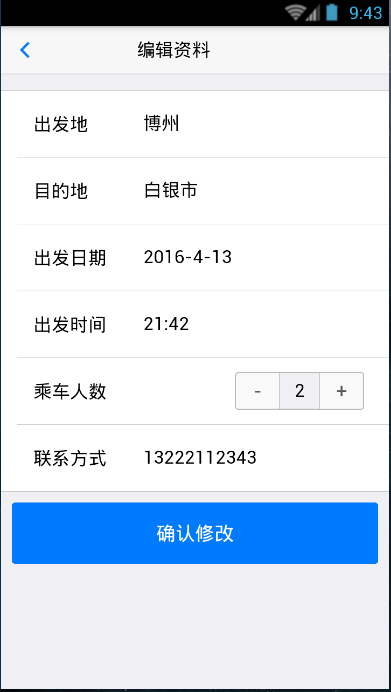 9:43
编辑资料
出发地 博州
目的地 白银市
出发日期 2016-4-13
出发时间 21:42
乘车人数 - 2 +
联系方式 13222112343
确认修改